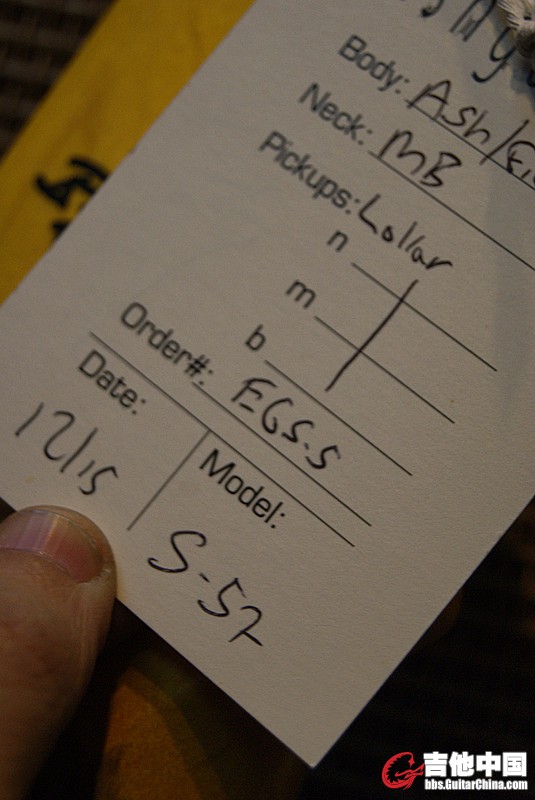 Body: Ash/
Neck: MB
Pickups: Lollar
n
m
b
Order#: EGS-5
Date: 12/15
Model: S-57
吉他中国
bbs.GuitarChina.com